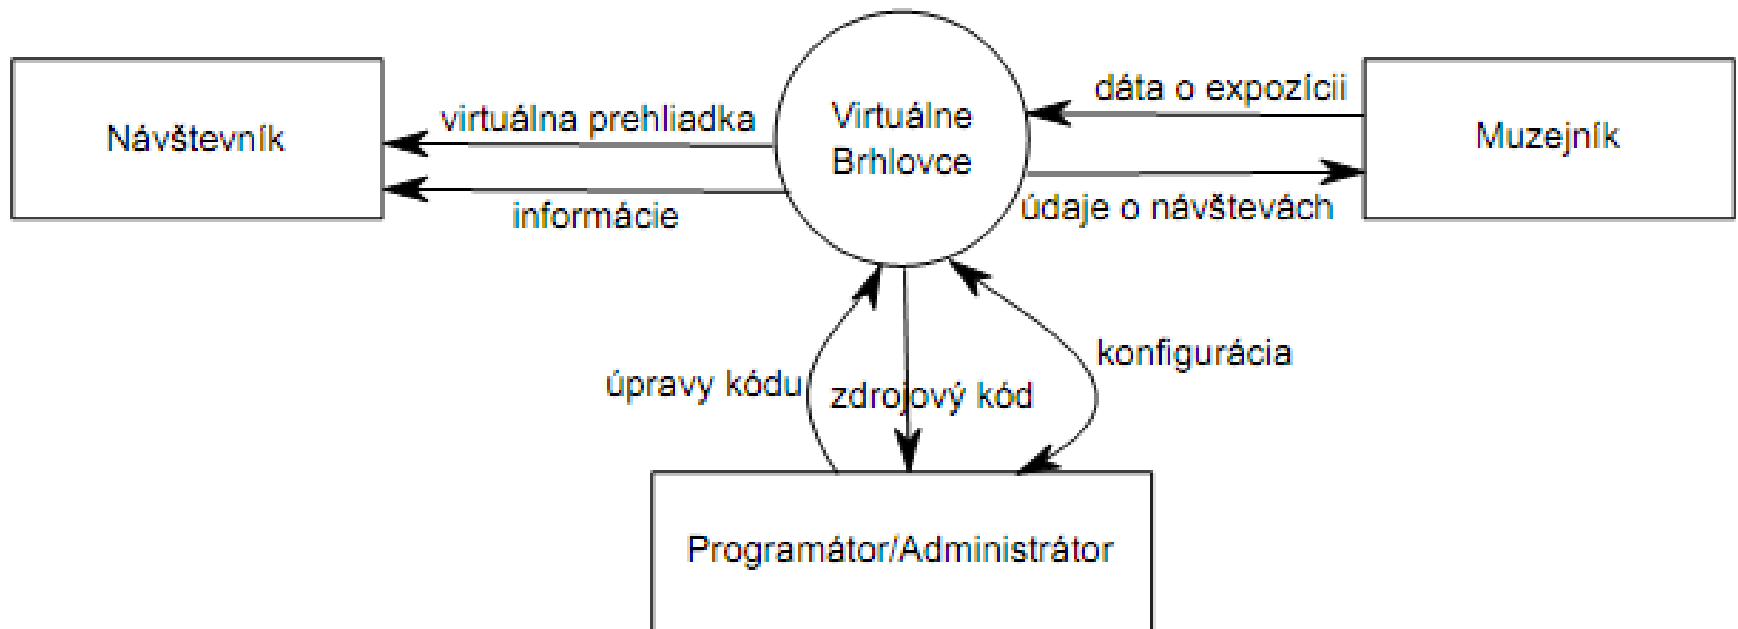 Návštevník
virtuálna prehliadka
informácie
Virtuálne
Brhlovce
dáta o expozícii
údaje o návštevách
Muzejník
úpravy kódu
zdrojový kód
konfigurácia
Programátor/Administrátor